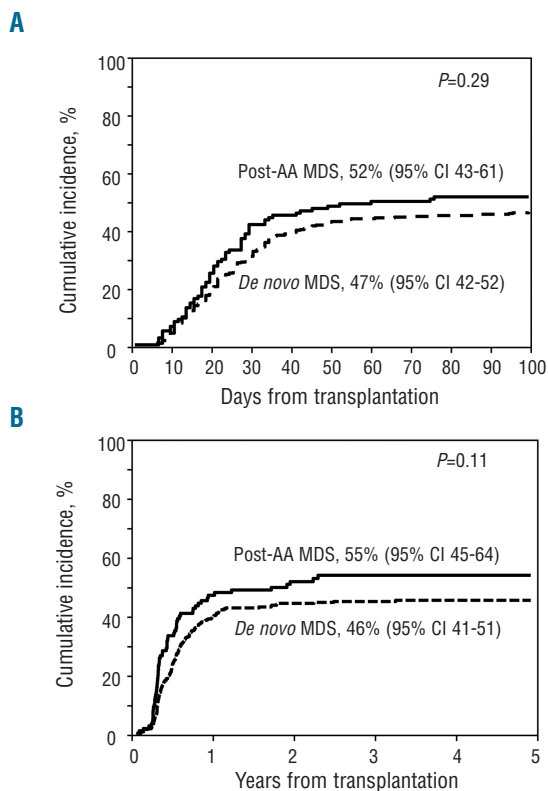 A
Cumulative incidence, %
100
80
60
40
20
0
P=0.29
Post-AA MDS, 52% (95% CI 43-61)
De novo MDS, 47% (95% CI 42-52)
0 10 20 30 40 50 60 70 80 90 100
Days from transplantation
B
Cumulative incidence, %
100
80
60
40
20
0
P=0.11
Post-AA MDS, 55% (95% CI 45-64)
De novo MDS, 46% (95% CI 41-51)
0 1 2 3 4 5
Years from transplantation